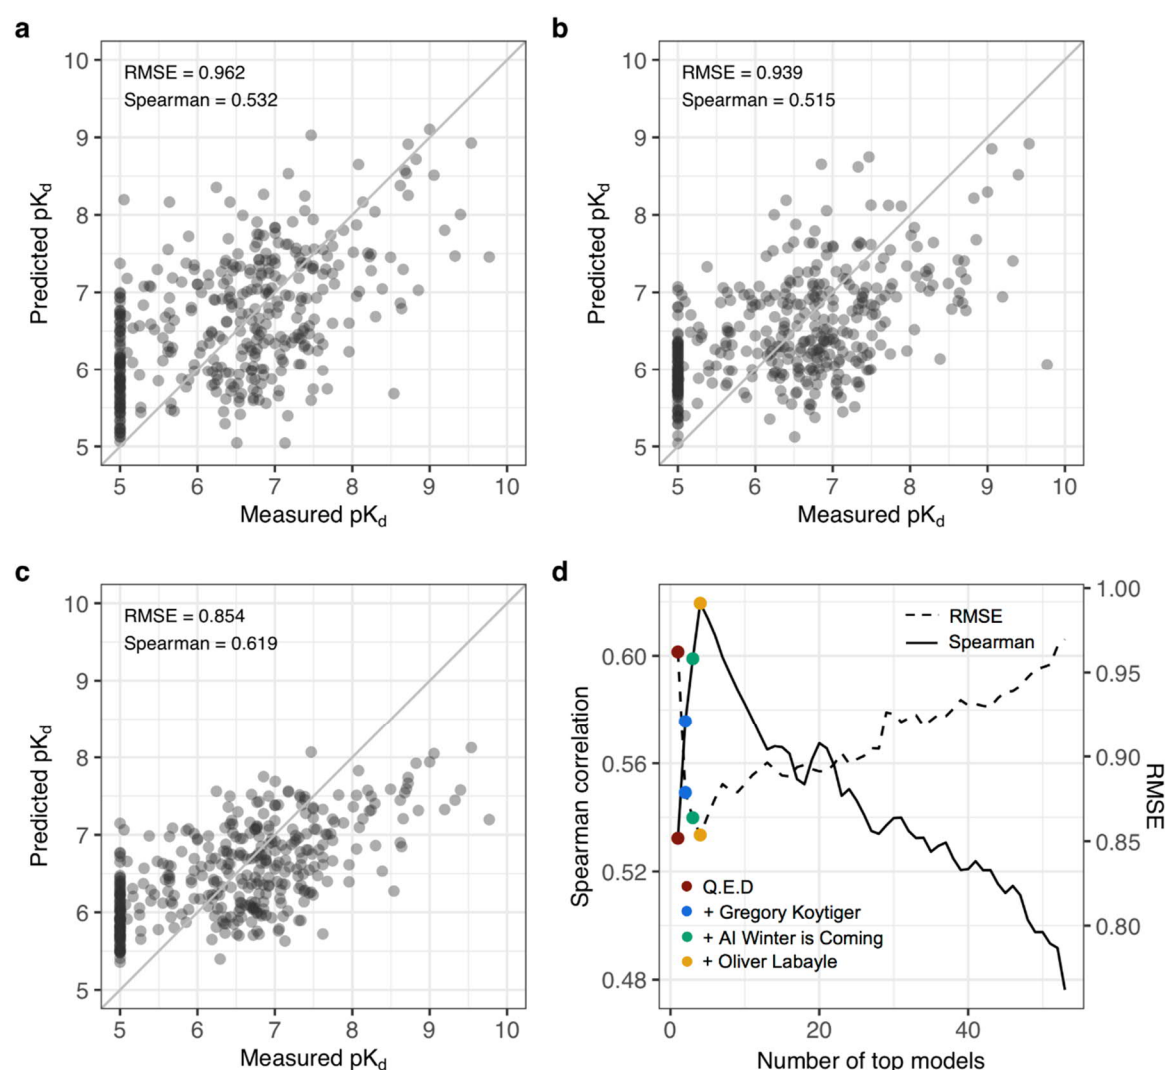 a
RMSE = 0.962
Spearman = 0.532
10
9
8
7
6
5
Predicted pKd
5 6 7 8 9 10
Measured pKd
b
RMSE = 0.939
Spearman = 0.515
10
9
8
7
6
5
Predicted pKd
5 6 7 8 9 10
Measured pKd
c
RMSE = 0.854
Spearman = 0.619
10
9
8
7
6
5
Predicted pKd
5 6 7 8 9 10
Measured pKd
d
RMSE
Spearman
0.60
0.56
0.52
0.48
Spearman correlation
1.00
0.95
0.90
0.85
0.80
RMSE
Q.E.D
+ Gregory Koytiger
+ AI Winter is Coming
+ Oliver Labayle
0 20 40
Number of top models